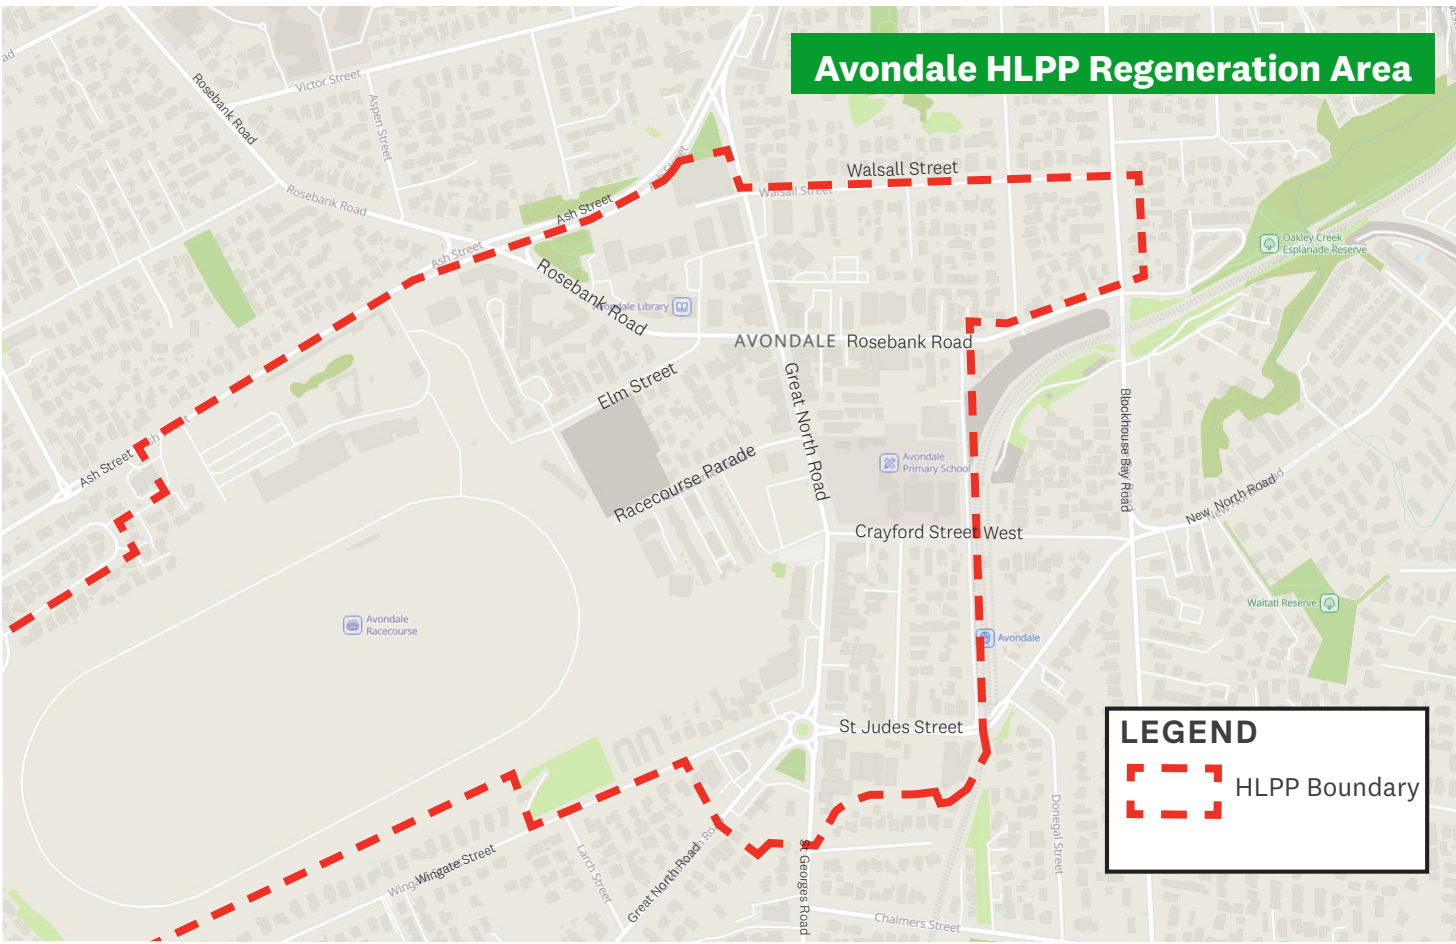 Avondale HLPP Regeneration Area
ad
Victor Street
Rosebank Road
Aspen Street
Rosebank Road
Ash Street
Ash Street
Walsall Street
Walsall Street
Oakley Creek
Esplanade Reserve
Rosebank Road
Avondale Library
AVONDALE
Rosebank Road
Elm Street
Great North Road
Racecourse Parade
Avondale
Primary School
Blockhouse Bay Road
New North Road
Ash Street
Crayford Street West
Waitati Reserve
Avondale
Racecourse
Avondale
St Judes Street
LEGEND
HLPP Boundary
Donegal Street
Wingate Street
Larch Street
Great North Road
St Georges Road
Chalmers Street